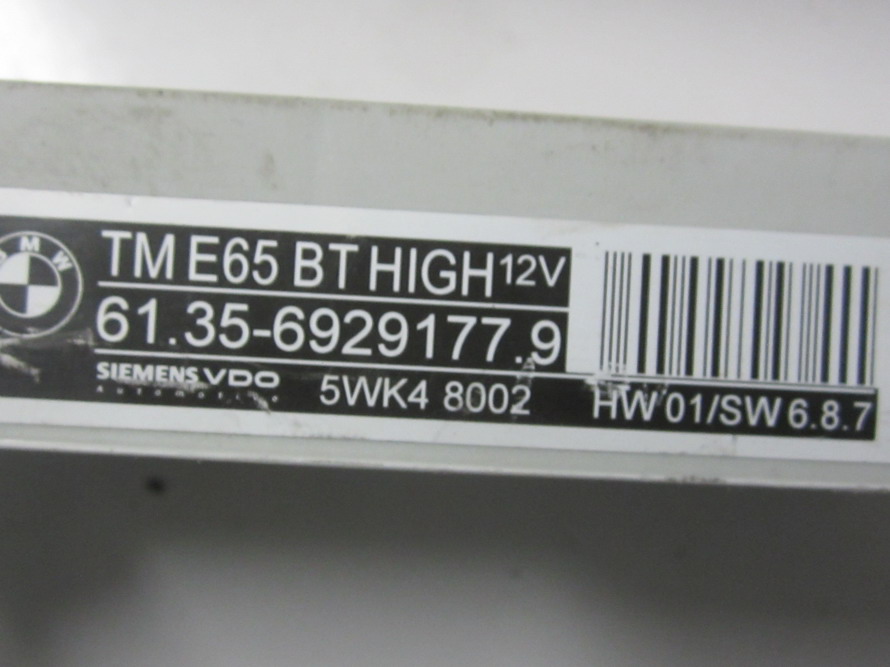 BMW
TM E65 BT HIGH 12V
61.35-6929177.9
SIEMENS VDO
Automotive
5WK4 8002
HW 01/SW 6.8.7